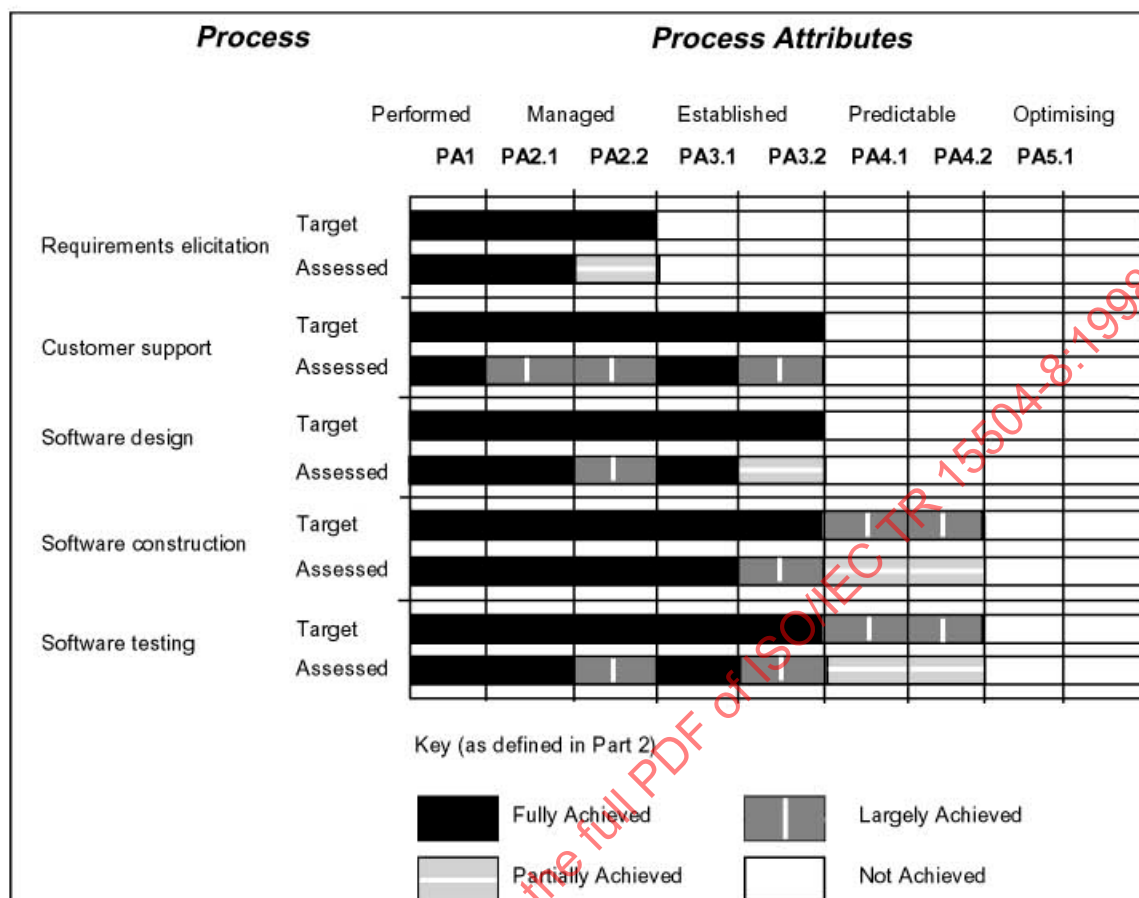 Process Process Attributes
Performed Managed Established Predictable Optimising
PA1 PA2.1 PA2.2 PA3.1 PA3.2 PA4.1 PA4.2 PA5.1
Requirements elicitation
Target
Assessed
Customer support
Target
Assessed
Software design
Target
Assessed
Software construction
Target
Assessed
Software testing
Target
Assessed
Key (as defined in Part 2)
Fully Achieved Largely Achieved
Partially Achieved Not Achieved
the full PDF of ISO/IEC TR 15504-8:1998